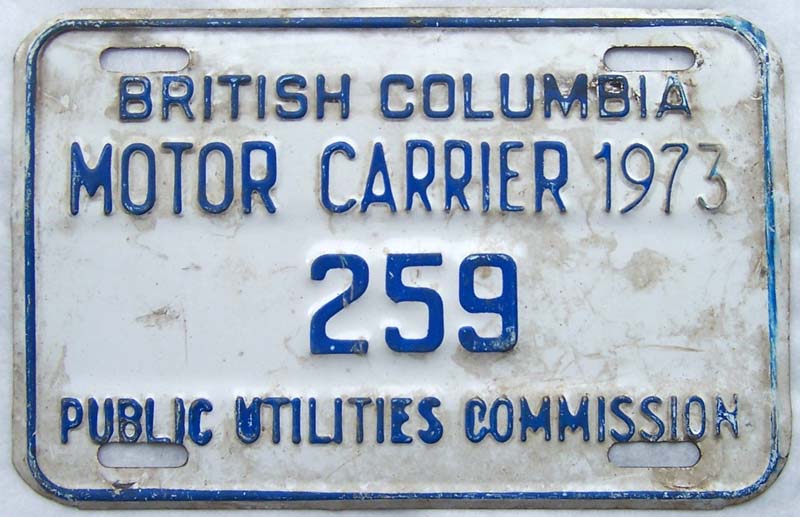 BRITISH COLUMBIA
MOTOR CARRIER 1973
259
PUBLIC UTILITIES COMMISSION